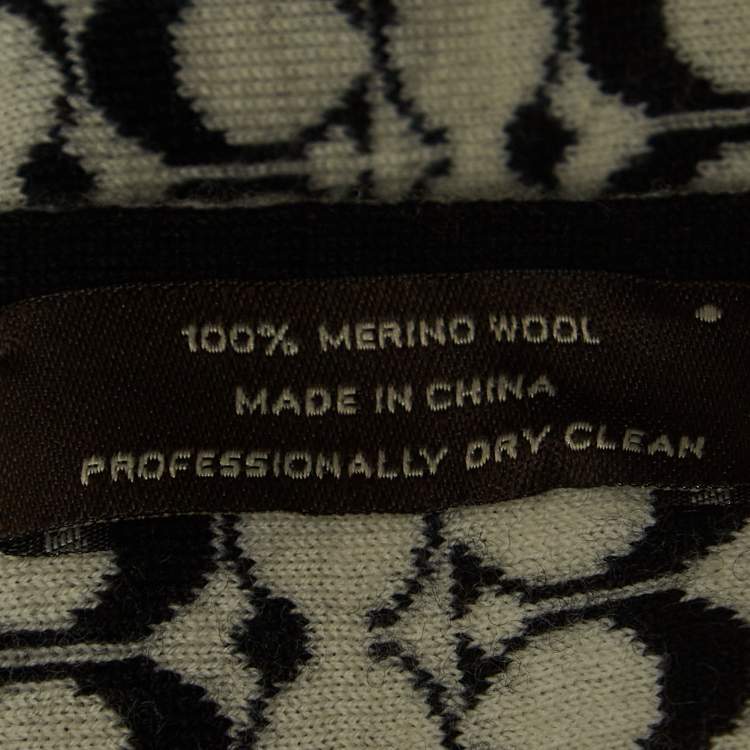 100% MERINO WOOL
MADE IN CHINA
PROFESSIONALLY DRY CLEAN